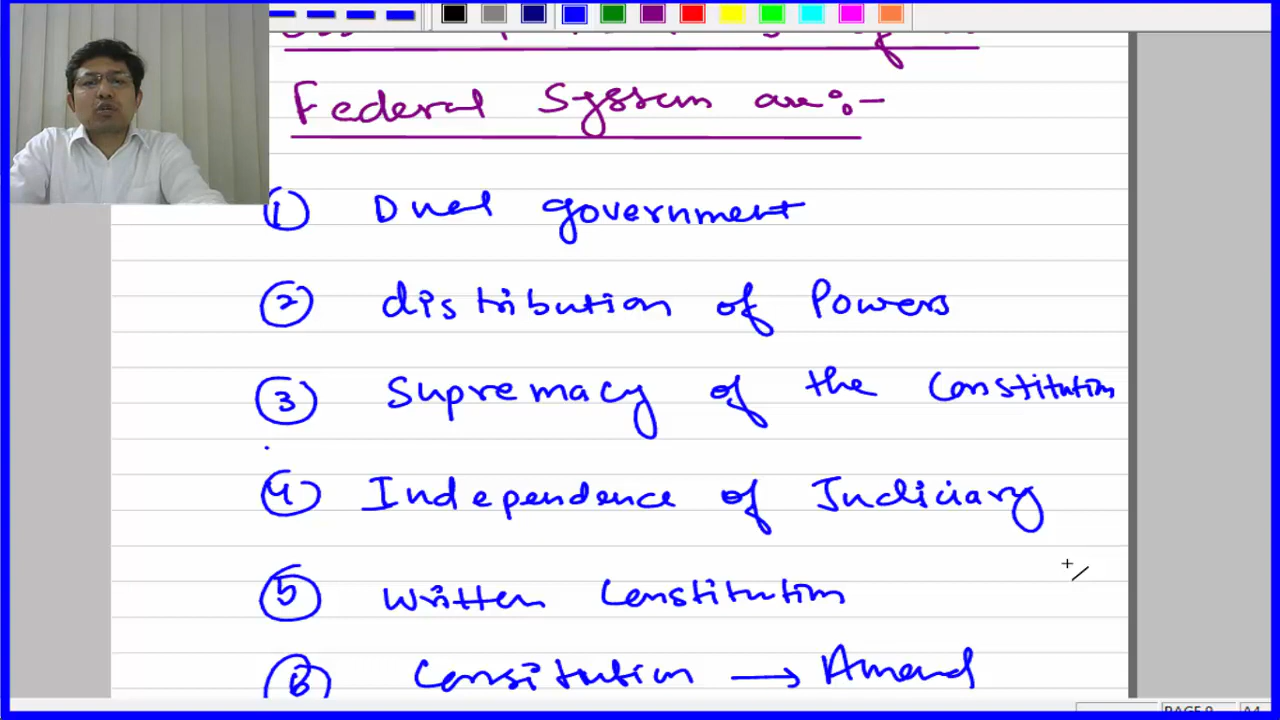 Federal System are:-
① Dual government
② distribution of Powers
③ Supremacy of the Constitution
④ Independence of Judiciary
⑤ Written Constitution
⑥ Constitution → Amend